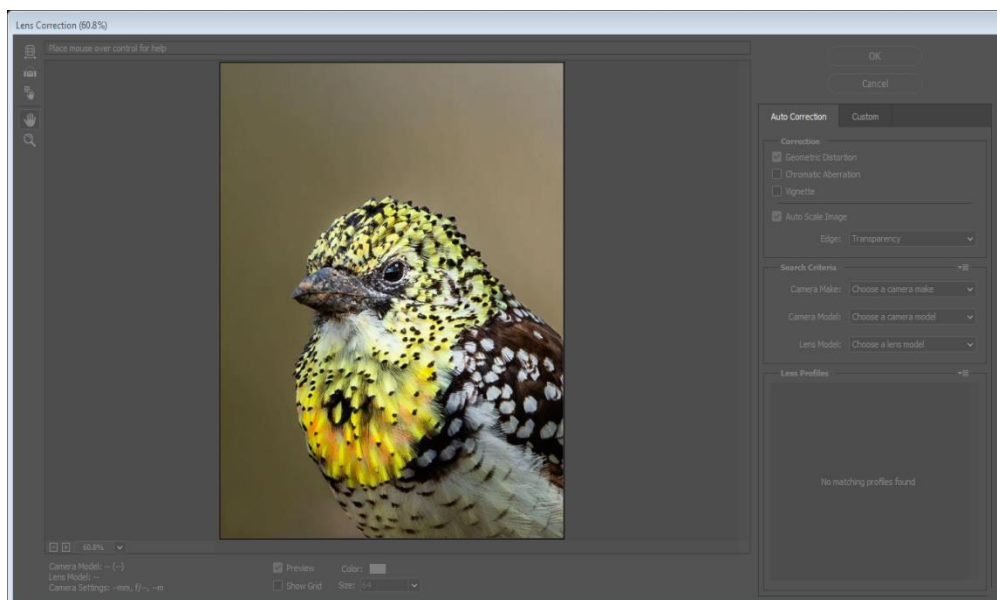 Lens Correction (60.8%)
Place mouse over control for help
OK
Cancel
Auto Correction Custom
Correction
Geometric Distortion
Chromatic Aberration
Vignette
Auto Scale Image
Edge: Transparency
Search Criteria
Camera Make: Choose a camera make
Camera Model: Choose a camera model
Lens Model: Choose a lens model
Lens Profiles
No matching profiles found
60.8%
Camera Model: -- (--)
Lens Model: --
Camera Settings: --mm, f/--, --m
Preview Color:
Show Grid Size: 64